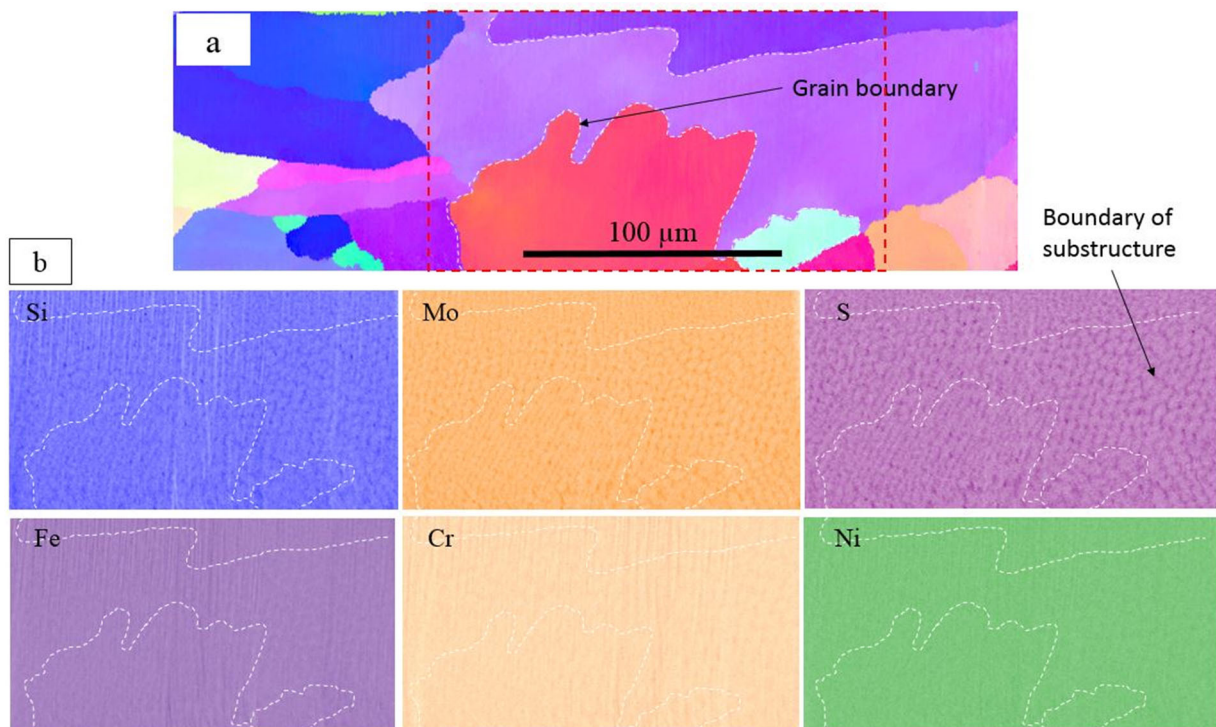 a
Grain boundary
100 μm
Boundary of
substructure
b
Si
Mo
S
Fe
Cr
Ni